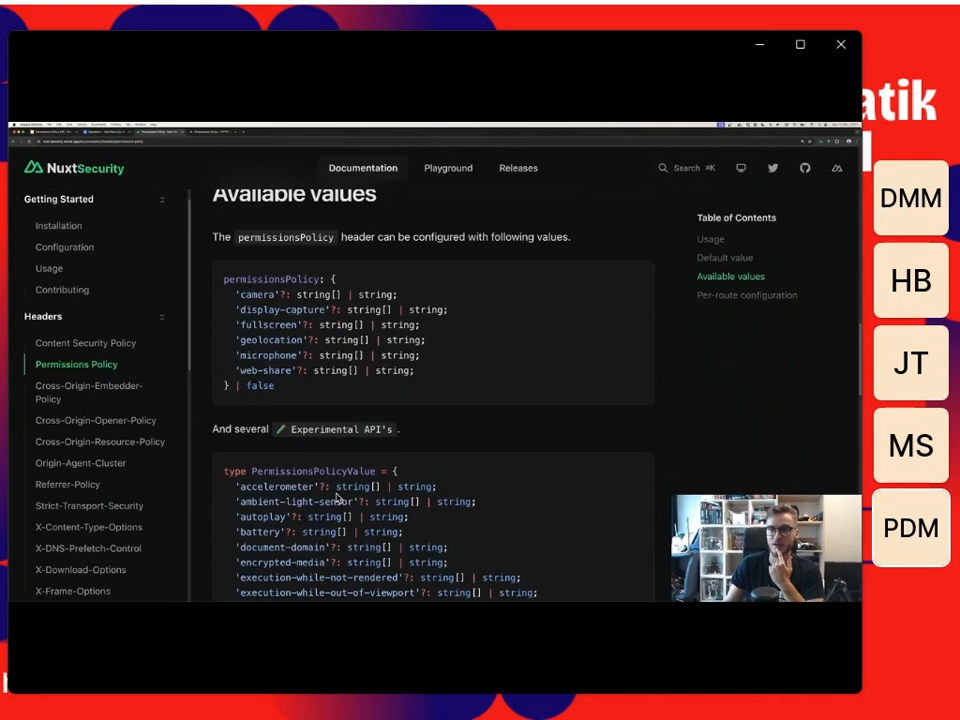 atik
NuxtSecurity
Documentation
Playground
Releases
Search ⌘K
Getting Started
Installation
Configuration
Usage
Contributing
Headers
Content Security Policy
Permissions Policy
Cross-Origin-Embedder-
Policy
Cross-Origin-Opener-Policy
Cross-Origin-Resource-Policy
Origin-Agent-Cluster
Referrer-Policy
Strict-Transport-Security
X-Content-Type-Options
X-DNS-Prefetch-Control
X-Download-Options
X-Frame-Options
Available values
The permissionsPolicy header can be configured with following values.
permissionsPolicy: {
'camera'?: string[] | string;
'display-capture'?: string[] | string;
'fullscreen'?: string[] | string;
'geolocation'?: string[] | string;
'microphone'?: string[] | string;
'web-share'?: string[] | string;
} | false
And several Experimental API's.
type PermissionsPolicyValue = {
'accelerometer'?: string[] | string;
'ambient-light-sensor'?: string[] | string;
'autoplay'?: string[] | string;
'battery'?: string[] | string;
'document-domain'?: string[] | string;
'encrypted-media'?: string[] | string;
'execution-while-not-rendered'?: string[] | string;
'execution-while-out-of-viewport'?: string[] | string;
Table of Contents
Usage
Default value
Available values
Per-route configuration
DMM
HB
JT
MS
PDM